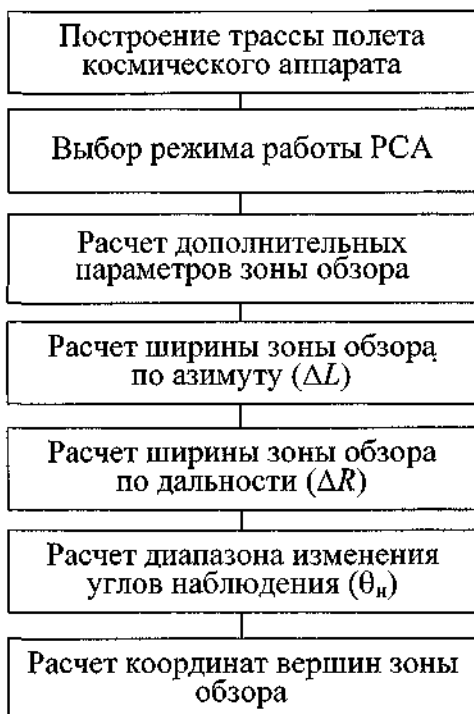 Построение трассы полета
космического аппарата
Выбор режима работы РСА
Расчет дополнительных
параметров зоны обзора
Расчет ширины зоны обзора
по азимуту (ΔL)
Расчет ширины зоны обзора
по дальности (ΔR)
Расчет диапазона изменения
углов наблюдения (θн)
Расчет координат вершин зоны
обзора